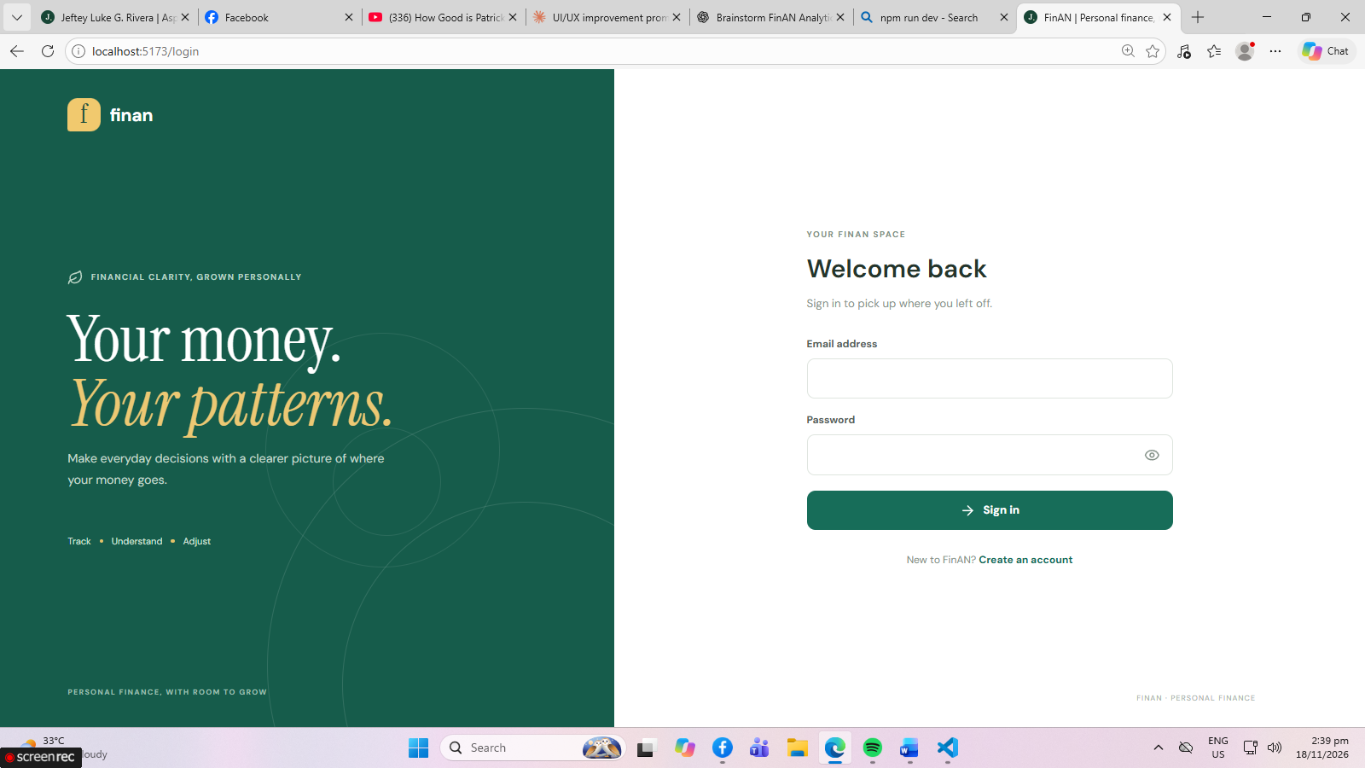 Jeftey Luke G. Rivera | Asp
Facebook
(336) How Good is Patrick
UI/UX improvement prom
Brainstorm FinAN Analytic
npm run dev - Search
FinAN | Personal finance,
localhost:5173/login
Chat
f finan
FINANCIAL CLARITY, GROWN PERSONALLY
Your money.
Your patterns.
Make everyday decisions with a clearer picture of where
your money goes.
Track • Understand • Adjust
PERSONAL FINANCE, WITH ROOM TO GROW
YOUR FINAN SPACE
Welcome back
Sign in to pick up where you left off.
Email address
Password
Sign in
New to FinAN? Create an account
FINAN · PERSONAL FINANCE
33°C
oudy
screenrec
Search
ENG
US
2:39 pm
18/11/2026